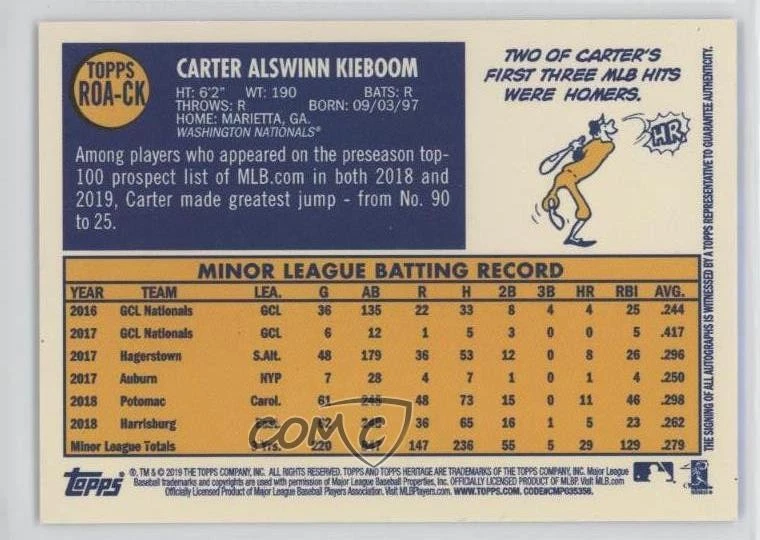 TOPPS
ROA-CK
CARTER ALSWINN KIEBOOM
HT: 6'2" WT: 190 BATS: R
THROWS: R BORN: 09/03/97
HOME: MARIETTA, GA.
WASHINGTON NATIONALS®
Among players who appeared on the preseason top-
100 prospect list of MLB.com in both 2018 and
2019, Carter made greatest jump - from No. 90
to 25.
TWO OF CARTER'S
FIRST THREE MLB HITS
WERE HOMERS.
HR
MINOR LEAGUE BATTING RECORD
YEAR TEAM LEA. G AB R H 2B 3B HR RBI AVG.
2016 GCL Nationals GCL 36 135 22 33 8 4 4 25 .244
2017 GCL Nationals GCL 6 12 1 5 3 0 0 5 .417
2017 Hagerstown S.Atl. 48 179 36 53 12 0 8 26 .296
2017 Auburn NYP 7 28 4 7 1 0 1 4 .250
2018 Potomac Carol. 61 245 48 73 15 0 11 46 .298
2018 Harrisburg 62 248 36 65 16 1 5 23 .262
Minor League Totals 3 Yrs. 220 847 147 236 55 5 29 129 .279
COM
THE SIGNING OF ALL AUTOGRAPHS IS WITNESSED BY A TOPPS REPRESENTATIVE TO GUARANTEE AUTHENTICITY.
TOPPS®
®, TM & © 2019 THE TOPPS COMPANY, INC. ALL RIGHTS RESERVED. TOPPS AND TOPPS HERITAGE ARE TRADEMARKS OF THE TOPPS COMPANY, INC. Major League
Baseball trademarks and copyrights are used with permission of Major League Baseball Properties, Inc. OFFICIALLY LICENSED PRODUCT OF MLBP. Visit MLB.com
Officially Licensed Product of Major League Baseball Players Association. Visit MLBPlayers.com. WWW.TOPPS.COM. CODE#CMP035358.